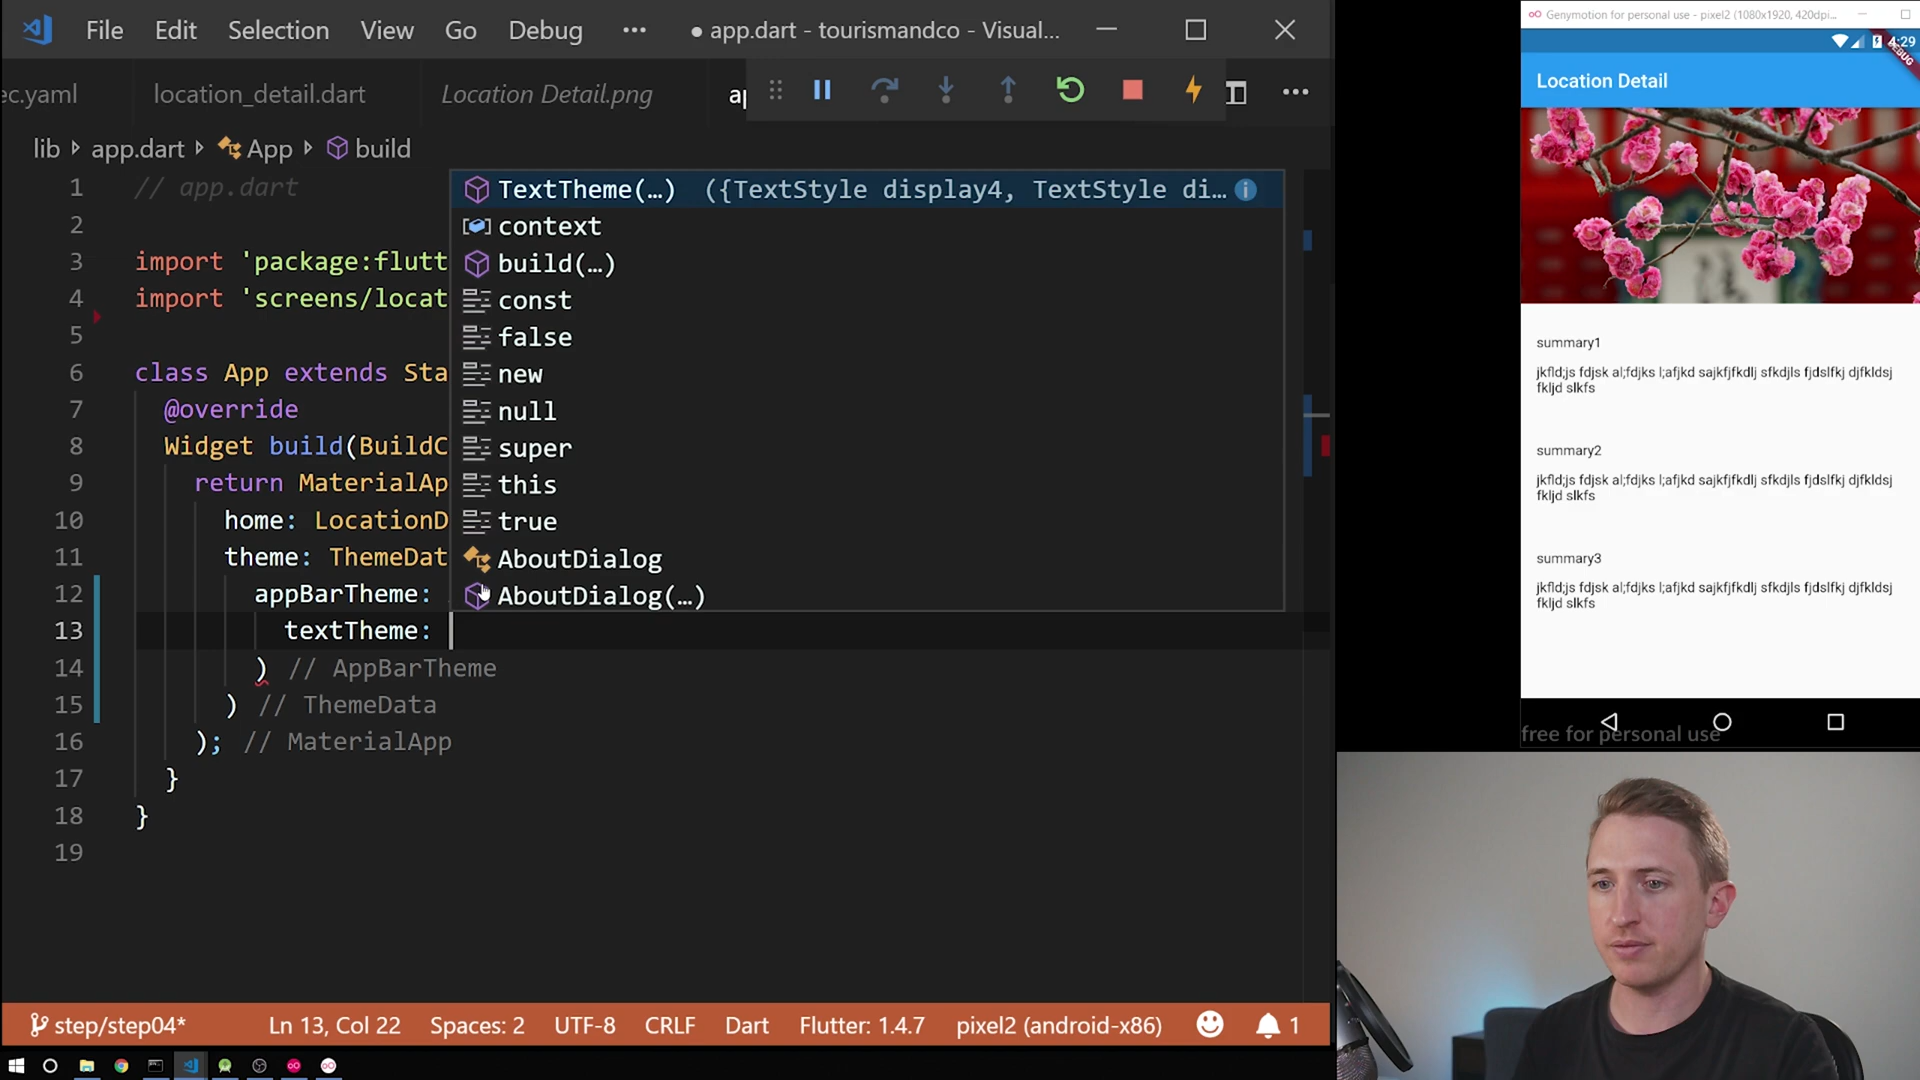 File Edit Selection View Go Debug ••• ● app.dart - tourismandco - Visual...
ec.yaml location_detail.dart Location Detail.png
lib app.dart App build
1 // app.dart
2
3 import 'package:flutt
4 import 'screens/locat
5
6 class App extends Sta
7 @override
8 Widget build(BuildC
9 return MaterialAp
10 home: LocationD
11 theme: ThemeDat
12 appBarTheme:
13 textTheme:
14 ) // AppBarTheme
15 ) // ThemeData
16 ); // MaterialApp
17 }
18 }
19
TextTheme(…) ({TextStyle display4, TextStyle di…
context
build(…)
const
false
new
null
super
this
true
AboutDialog
AboutDialog(…)
step/step04* Ln 13, Col 22 Spaces: 2 UTF-8 CRLF Dart Flutter: 1.4.7 pixel2 (android-x86) 1
Genymotion for personal use - pixel2 (1080x1920, 420dpi...
4:29
DEBUG
Location Detail
summary1
jkfld;js fdjsk al;fdjks l;afjkd sajkfjfkdlj sfkdjls fjdslfkj djfkldsj
fkljd slkfs
summary2
jkfld;js fdjsk al;fdjks l;afjkd sajkfjfkdlj sfkdjls fjdslfkj djfkldsj
fkljd slkfs
summary3
jkfld;js fdjsk al;fdjks l;afjkd sajkfjfkdlj sfkdjls fjdslfkj djfkldsj
fkljd slkfs
free for personal use